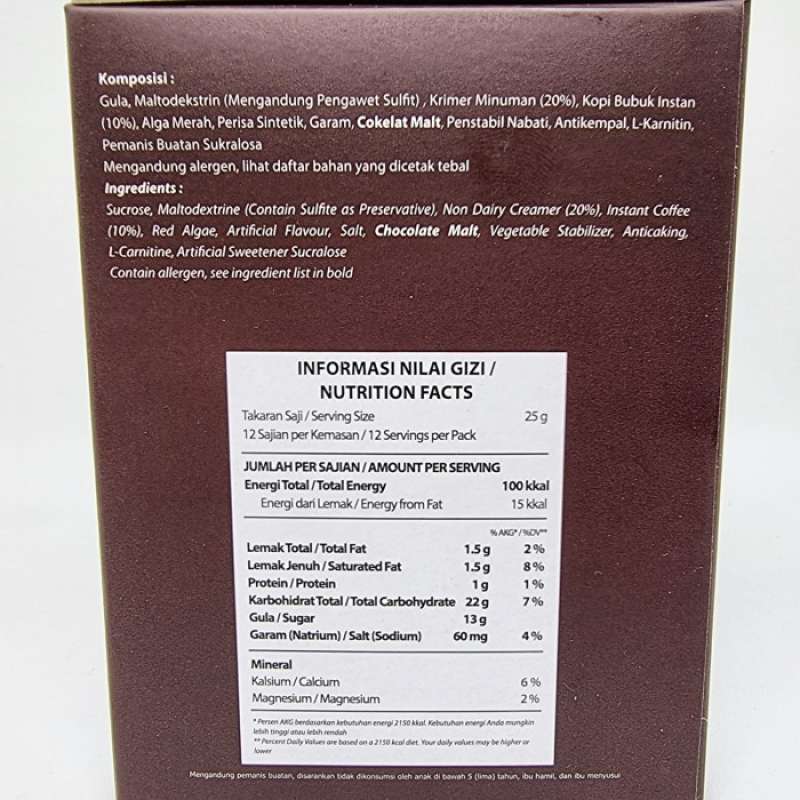 Komposisi :
Gula, Maltodekstrin (Mengandung Pengawet Sulfit) , Krimer Minuman (20%), Kopi Bubuk Instan
(10%), Alga Merah, Perisa Sintetik, Garam, Cokelat Malt, Penstabil Nabati, Antikempal, L-Karnitin,
Pemanis Buatan Sukralosa
Mengandung alergen, lihat daftar bahan yang dicetak tebal
Ingredients :
Sucrose, Maltodextrine (Contain Sulfite as Preservative), Non Dairy Creamer (20%), Instant Coffee
(10%), Red Algae, Artificial Flavour, Salt, Chocolate Malt, Vegetable Stabilizer, Anticaking,
L-Carnitine, Artificial Sweetener Sucralose
Contain allergen, see ingredient list in bold
INFORMASI NILAI GIZI /
NUTRITION FACTS
Takaran Saji / Serving Size 25 g
12 Sajian per Kemasan / 12 Servings per Pack
JUMLAH PER SAJIAN / AMOUNT PER SERVING
Energi Total / Total Energy 100 kkal
Energi dari Lemak / Energy from Fat 15 kkal
% AKG* / %DV**
Lemak Total / Total Fat 1.5 g 2 %
Lemak Jenuh / Saturated Fat 1.5 g 8 %
Protein / Protein 1 g 1 %
Karbohidrat Total / Total Carbohydrate 22 g 7 %
Gula / Sugar 13 g
Garam (Natrium) / Salt (Sodium) 60 mg 4 %
Mineral
Kalsium / Calcium 6 %
Magnesium / Magnesium 2 %
* Persen AKG berdasarkan kebutuhan energi 2150 kkal. Kebutuhan energi Anda mungkin
lebih tinggi atau lebih rendah
** Percent Daily Values are based on a 2150 kcal diet. Your daily values may be higher or
lower
Mengandung pemanis buatan, disarankan tidak dikonsumsi oleh anak di bawah 5 (lima) tahun, ibu hamil, dan ibu menyusui